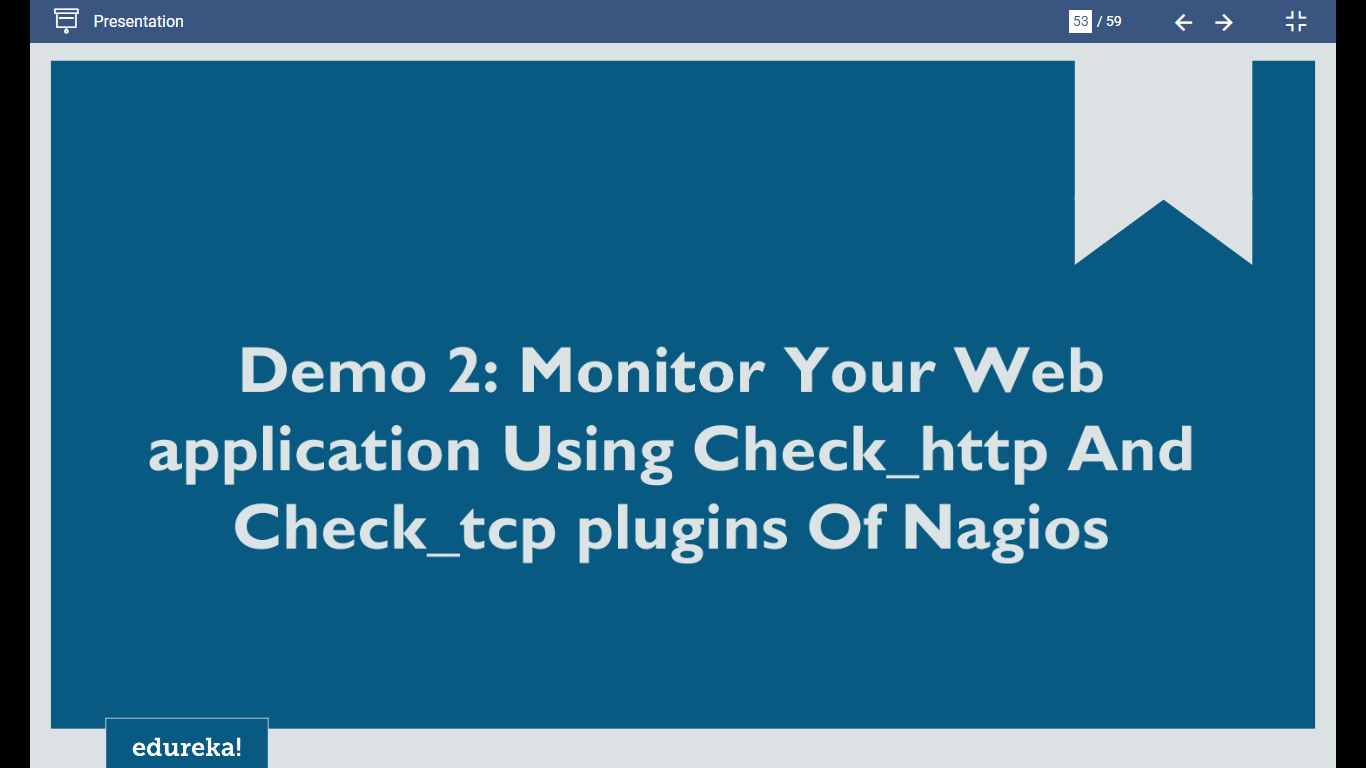 Presentation
53 / 59
Demo 2: Monitor Your Web
application Using Check_http And
Check_tcp plugins Of Nagios
edureka!